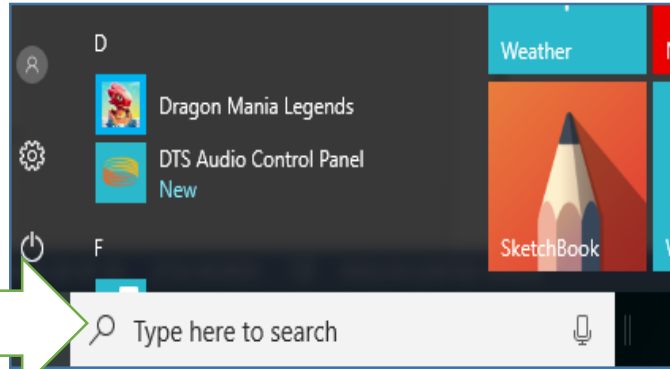 D
Weather
Dragon Mania Legends
DTS Audio Control Panel
New
F
SketchBook
Type here to search